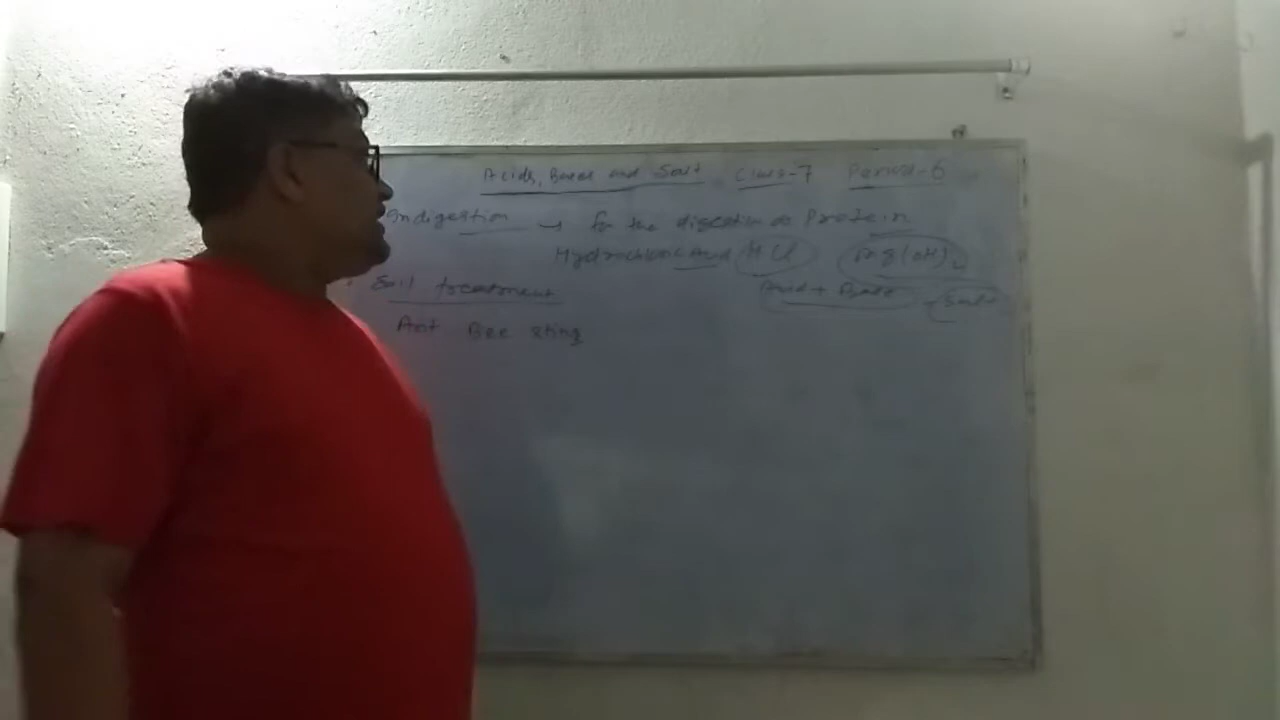 Acids, Bases and Salt Class-7 Period-6
Indigestion → for the digestion of Protein
Hydrochloric Acid HCl Mg(OH)2
Soil treatment Acid + Base → Salt
Ant Bee sting